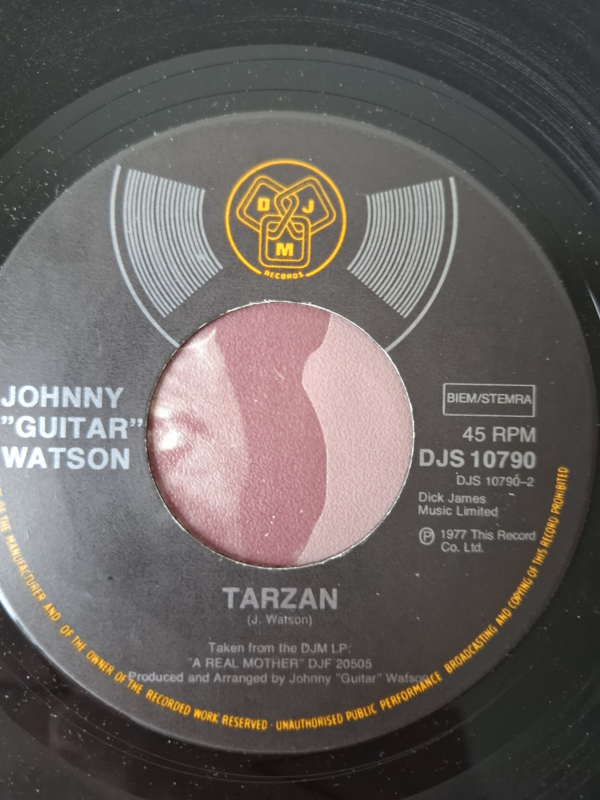 D J
M
RECORDS
JOHNNY
"GUITAR"
WATSON
BIEM/STEMRA
45 RPM
DJS 10790
DJS 10790-2
Dick James
Music Limited
℗ 1977 This Record
Co. Ltd.
TARZAN
(J. Watson)
Taken from the DJM LP:
"A REAL MOTHER" DJF 20505
Produced and Arranged by Johnny "Guitar" Watson
OF THE MANUFACTURER AND OF THE OWNER OF THE RECORDED WORK RESERVED · UNAUTHORISED PUBLIC PERFORMANCE BROADCASTING AND COPYING OF THIS RECORD PROHIBITED